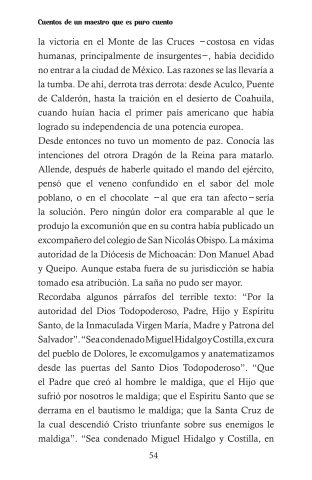 Cuentos de un maestro que es puro cuento
la victoria en el Monte de las Cruces –costosa en vidas
humanas, principalmente de insurgentes–, había decidido
no entrar a la ciudad de México. Las razones se las llevaría a
la tumba. De ahí, derrota tras derrota: desde Aculco, Puente
de Calderón, hasta la traición en el desierto de Coahuila,
cuando huían hacia el primer país americano que había
logrado su independencia de una potencia europea.
Desde entonces no tuvo un momento de paz. Conocía las
intenciones del otrora Dragón de la Reina para matarlo.
Allende, después de haberle quitado el mando del ejército,
pensó que el veneno confundido en el sabor del mole
poblano, o en el chocolate –al que era tan afecto–sería
la solución. Pero ningún dolor era comparable al que le
produjo la excomunión que en su contra había publicado un
excompañero del colegio de San Nicolás Obispo. La máxima
autoridad de la Diócesis de Michoacán: Don Manuel Abad
y Queipo. Aunque estaba fuera de su jurisdicción se había
tomado esa atribución. La saña no pudo ser mayor.
Recordaba algunos párrafos del terrible texto: “Por la
autoridad del Dios Todopoderoso, Padre, Hijo y Espíritu
Santo, de la Inmaculada Virgen María, Madre y Patrona del
Salvador”. “Sea condenado Miguel Hidalgo y Costilla, ex cura
del pueblo de Dolores, le excomulgamos y anatematizamos
desde las puertas del Santo Dios Todopoderoso”. “Que
el Padre que creó al hombre le maldiga, que el Hijo que
sufrió por nosotros le maldiga; que el Espíritu Santo que se
derrama en el bautismo le maldiga; que la Santa Cruz de
la cual descendió Cristo triunfante sobre sus enemigos le
maldiga”. “Sea condenado Miguel Hidalgo y Costilla, en
54